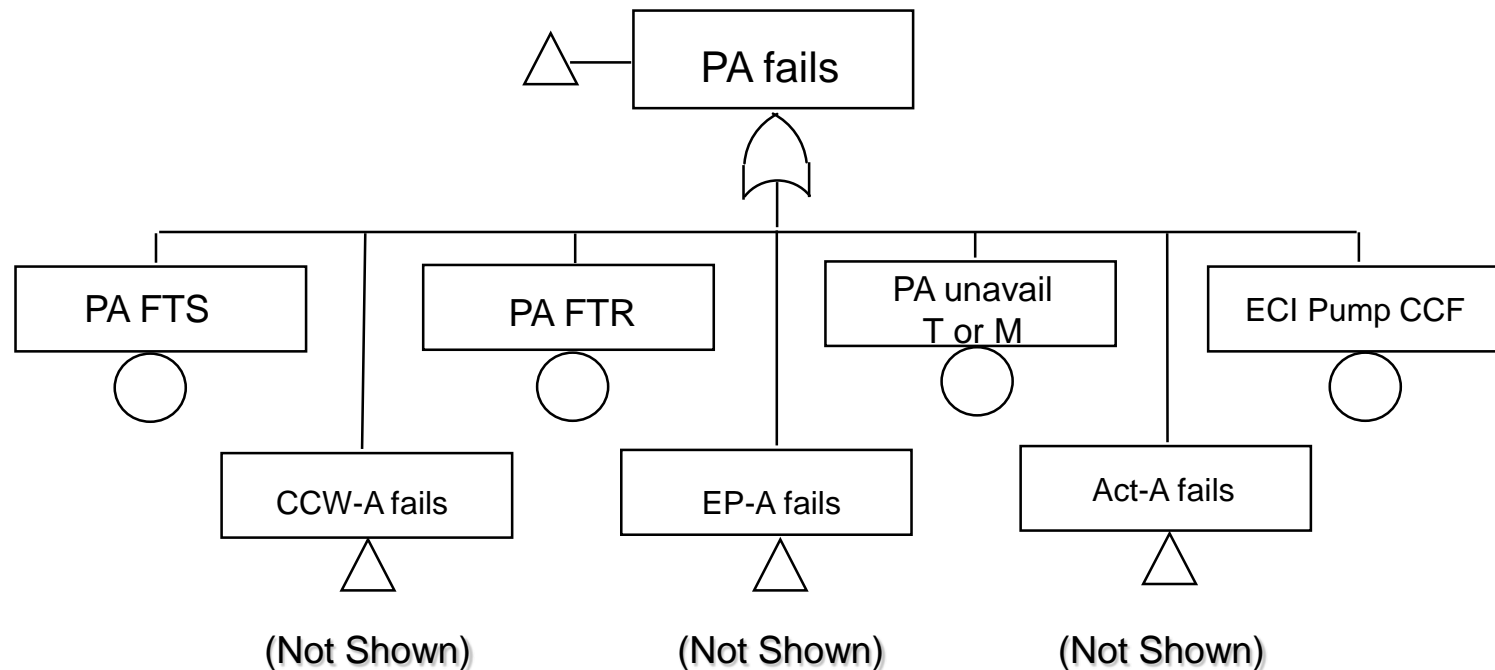 PA fails
PA FTS
PA FTR
PA unavail
T or M
ECI Pump CCF
CCW-A fails
EP-A fails
Act-A fails
(Not Shown)
(Not Shown)
(Not Shown)